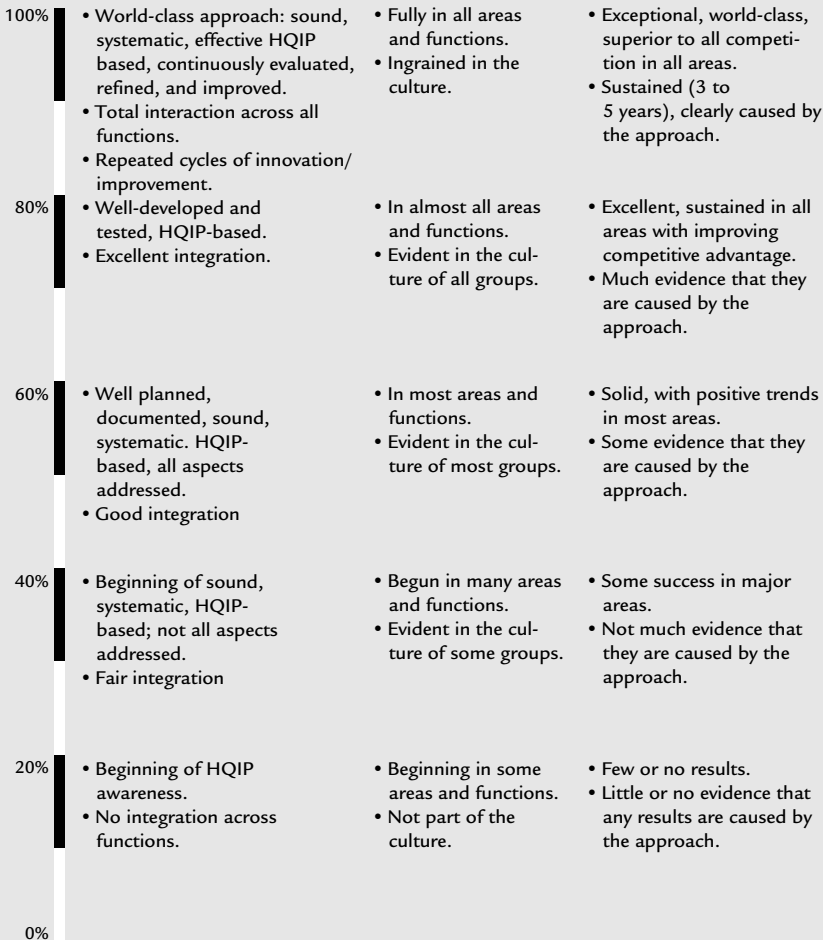 100%
• World-class approach: sound,
systematic, effective HQIP
based, continuously evaluated,
refined, and improved.
• Total interaction across all
functions.
• Repeated cycles of innovation/
improvement.
• Fully in all areas
and functions.
• Ingrained in the
culture.
• Exceptional, world-class,
superior to all competi-
tion in all areas.
• Sustained (3 to
5 years), clearly caused by
the approach.
80%
• Well-developed and
tested, HQIP-based.
• Excellent integration.
• In almost all areas
and functions.
• Evident in the cul-
ture of all groups.
• Excellent, sustained in all
areas with improving
competitive advantage.
• Much evidence that they
are caused by the
approach.
60%
• Well planned,
documented, sound,
systematic. HQIP-
based, all aspects
addressed.
• Good integration
• In most areas and
functions.
• Evident in the cul-
ture of most groups.
• Solid, with positive trends
in most areas.
• Some evidence that they
are caused by the
approach.
40%
• Beginning of sound,
systematic, HQIP-
based; not all aspects
addressed.
• Fair integration
• Begun in many areas
and functions.
• Evident in the cul-
ture of some groups.
• Some success in major
areas.
• Not much evidence that
they are caused by the
approach.
20%
• Beginning of HQIP
awareness.
• No integration across
functions.
• Beginning in some
areas and functions.
• Not part of the
culture.
• Few or no results.
• Little or no evidence that
any results are caused by
the approach.
0%